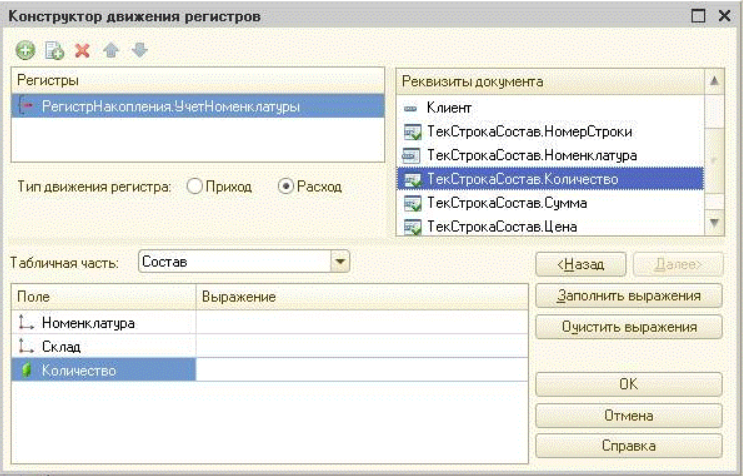 Конструктор движения регистров
Регистры
РегистрНакопления.УчетНоменклатуры
Реквизиты документа
Клиент
ТекСтрокаСостав.НомерСтроки
ТекСтрокаСостав.Номенклатура
ТекСтрокаСостав.Количество
ТекСтрокаСостав.Сумма
ТекСтрокаСостав.Цена
Тип движения регистра: Приход Расход
Табличная часть: Состав
<Назад Далее>
Поле Выражение
Номенклатура
Склад
Количество
Заполнить выражения
Очистить выражения
ОК
Отмена
Справка